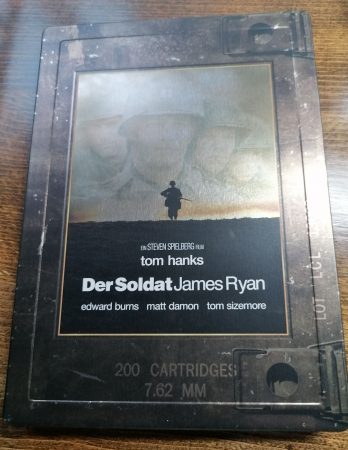 EIN STEVEN SPIELBERG FILM
tom hanks
Der Soldat James Ryan
edward burns matt damon tom sizemore
200 CARTRIDGES
7.62 MM
LOT